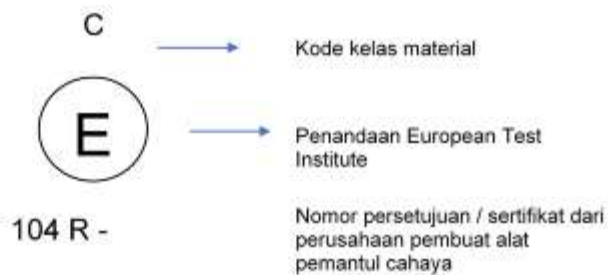 C
Kode kelas material
E
Penandaan European Test
Institute
104 R -
Nomor persetujuan / sertifikat dari
perusahaan pembuat alat
pemantul cahaya